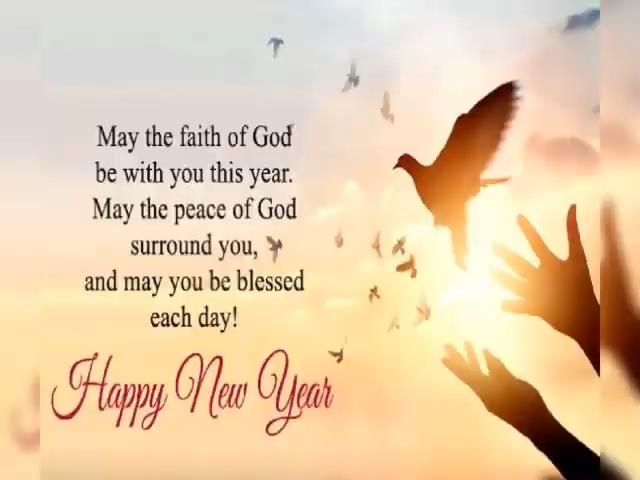 May the faith of God
be with you this year.
May the peace of God
surround you,
and may you be blessed
each day!
Happy New Year